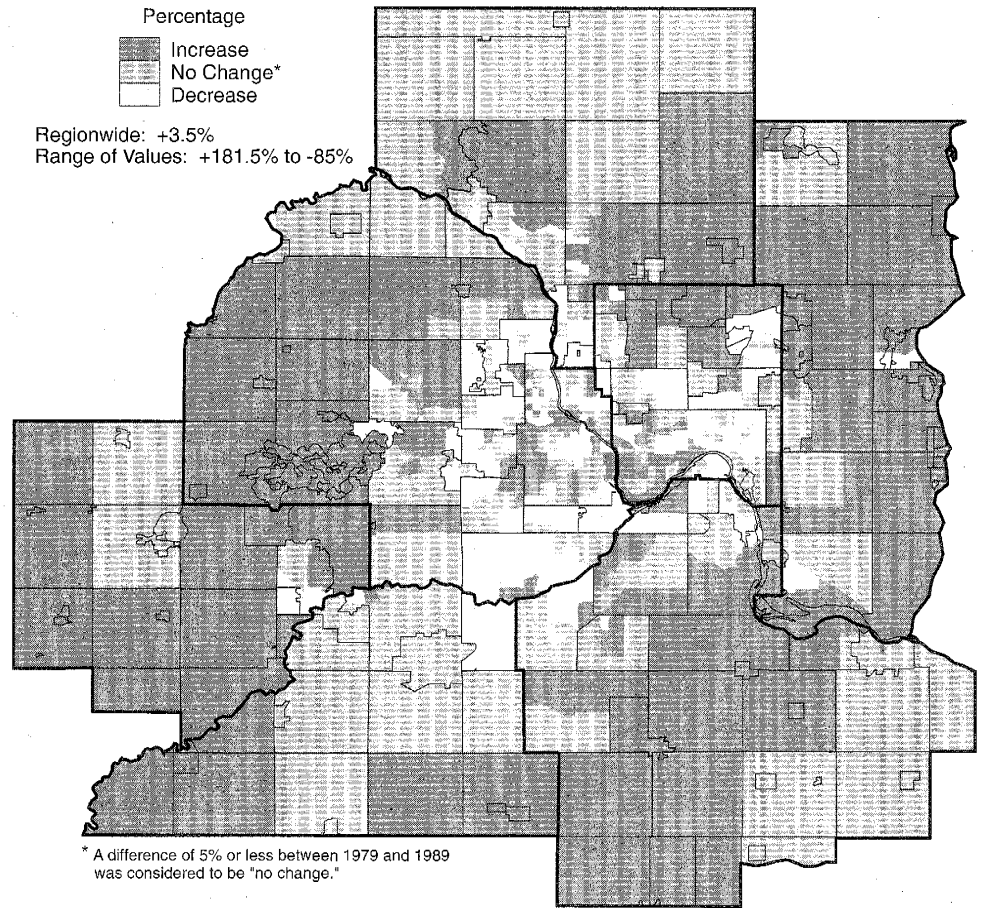 Percentage
Increase
No Change*
Decrease
Regionwide: +3.5%
Range of Values: +181.5% to -85%
* A difference of 5% or less between 1979 and 1989
was considered to be "no change."